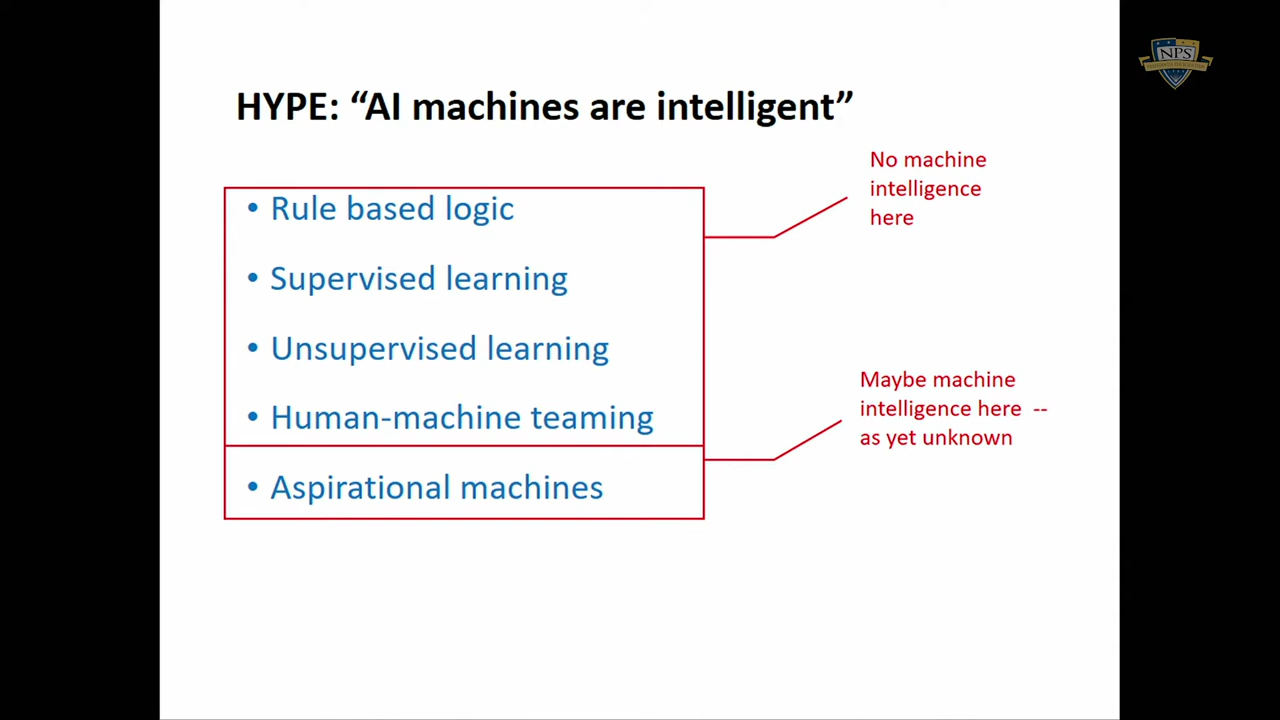 NPS
HYPE: “AI machines are intelligent”
No machine
intelligence
here
• Rule based logic
• Supervised learning
• Unsupervised learning
• Human-machine teaming
• Aspirational machines
Maybe machine
intelligence here --
as yet unknown